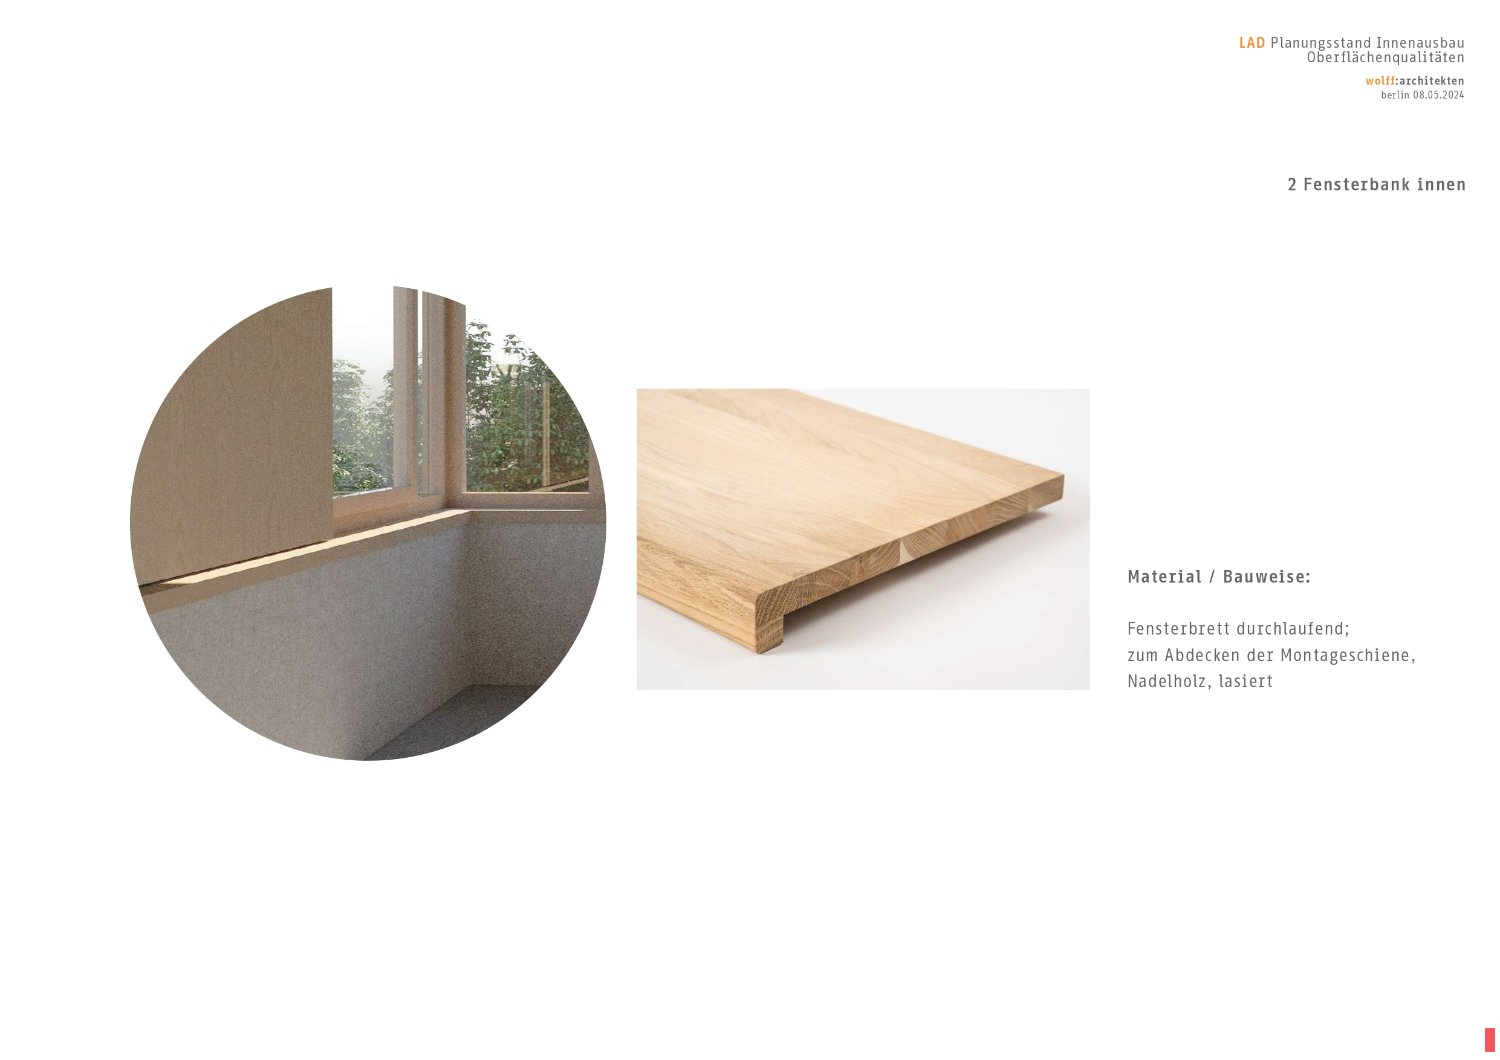 LAD Planungsstand Innenausbau
Oberflächenqualitäten
wolff:architekten
berlin 08.05.2024
2 Fensterbank innen
Material / Bauweise:
Fensterbrett durchlaufend;
zum Abdecken der Montageschiene,
Nadelholz, lasiert